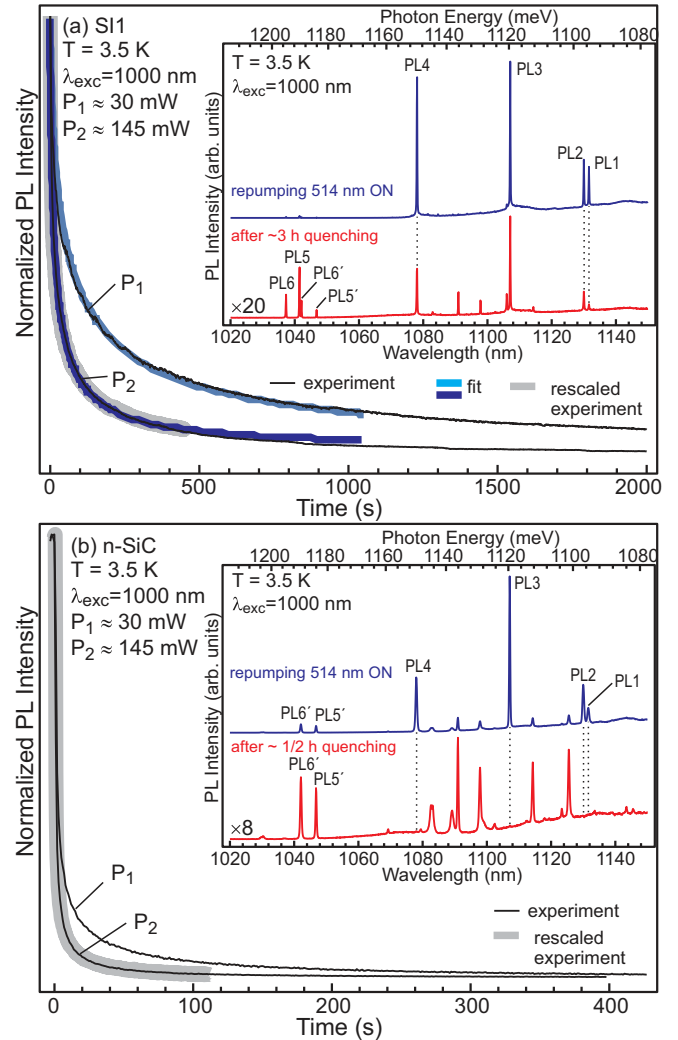 (a) SI1
T = 3.5 K
λexc=1000 nm
P1 ≈ 30 mW
P2 ≈ 145 mW
Normalized PL Intensity
P1
P2
Photon Energy (meV)
1200 1180 1160 1140 1120 1100 1080
T = 3.5 K
λexc=1000 nm
PL4
PL3
PL2
PL1
repumping 514 nm ON
after ~3 h quenching
PL5
PL6
PL6´
PL5´
×20
PL Intensity (arb. units)
1020 1040 1060 1080 1100 1120 1140
Wavelength (nm)
experiment
fit
rescaled
experiment
0 500 1000 1500 2000
Time (s)
(b) n-SiC
T = 3.5 K
λexc=1000 nm
P1 ≈ 30 mW
P2 ≈ 145 mW
Normalized PL Intensity
P1
P2
Photon Energy (meV)
1200 1180 1160 1140 1120 1100 1080
T = 3.5 K
λexc=1000 nm
PL3
PL4
PL2
PL1
repumping 514 nm ON
PL6´ PL5´
after ~ 1/2 h quenching
PL6´
PL5´
×8
PL Intensity (arb. units)
1020 1040 1060 1080 1100 1120 1140
Wavelength (nm)
experiment
rescaled
experiment
0 100 200 300 400
Time (s)